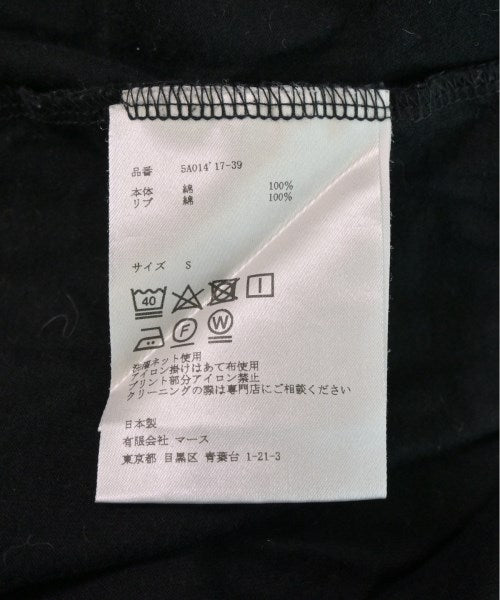 品番 5A014'17-39
本体 綿 100%
リブ 綿 100%
サイズ S
40
F W
洗濯ネット使用
アイロン掛けはあて布使用
プリント部分アイロン禁止
クリーニングの際は専門店にご相談ください
日本製
有限会社 マース
東京都 目黒区 青葉台 1-21-3